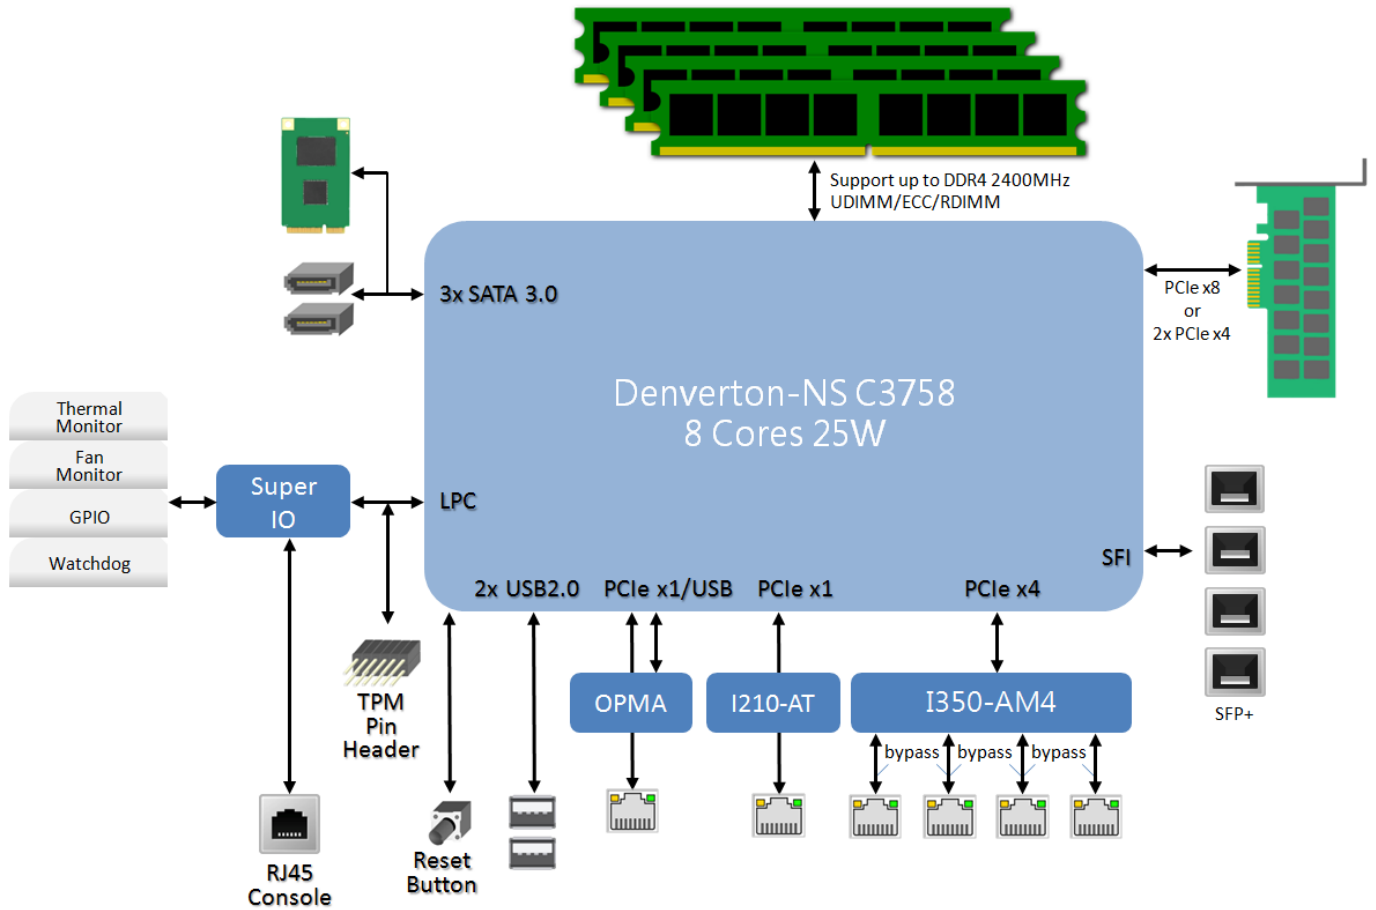 Support up to DDR4 2400MHz
UDIMM/ECC/RDIMM
3x SATA 3.0
PCIe x8
or
2x PCIe x4
Denverton-NS C3758
8 Cores 25W
Thermal
Monitor
Fan
Monitor
GPIO
Watchdog
Super
IO
LPC
SFI
2x USB2.0
PCIe x1/USB
PCIe x1
PCIe x4
TPM
Pin
Header
OPMA
I210-AT
I350-AM4
SFP+
bypass
bypass
bypass
RJ45
Console
Reset
Button